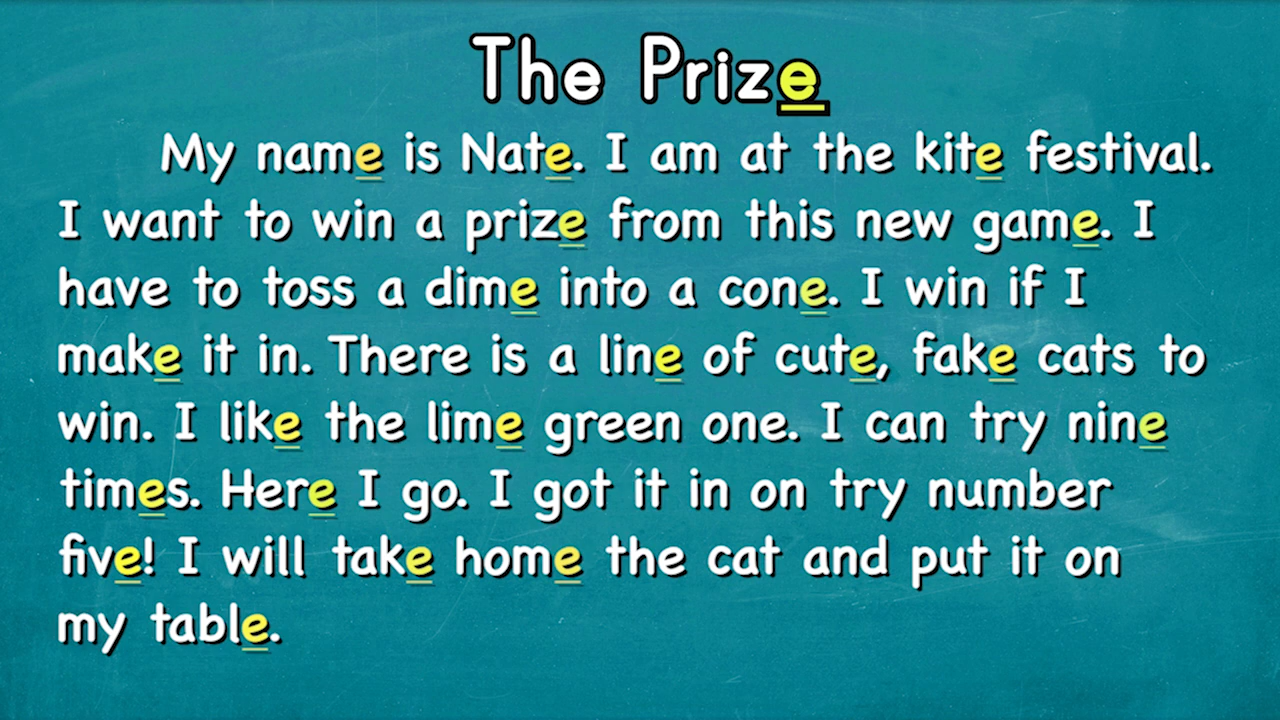 The Prize
My name is Nate. I am at the kite festival.
I want to win a prize from this new game. I
have to toss a dime into a cone. I win if I
make it in. There is a line of cute, fake cats to
win. I like the lime green one. I can try nine
times. Here I go. I got it in on try number
five! I will take home the cat and put it on
my table.